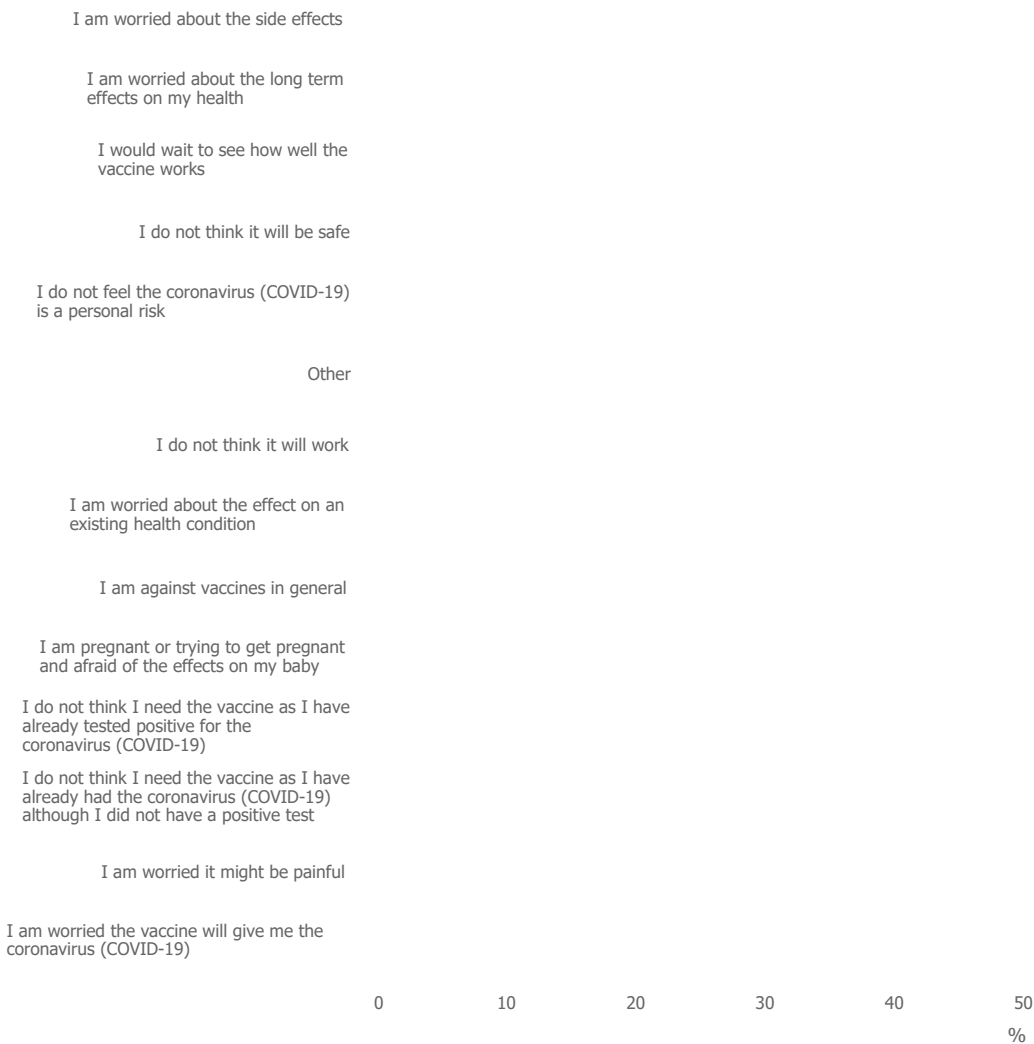 I am worried about the side effects
I am worried about the long term
effects on my health
I would wait to see how well the
vaccine works
I do not think it will be safe
I do not feel the coronavirus (COVID-19)
is a personal risk
Other
I do not think it will work
I am worried about the effect on an
existing health condition
I am against vaccines in general
I am pregnant or trying to get pregnant
and afraid of the effects on my baby
I do not think I need the vaccine as I have
already tested positive for the
coronavirus (COVID-19)
I do not think I need the vaccine as I have
already had the coronavirus (COVID-19)
although I did not have a positive test
I am worried it might be painful
I am worried the vaccine will give me the
coronavirus (COVID-19)
0 10 20 30 40 50
%